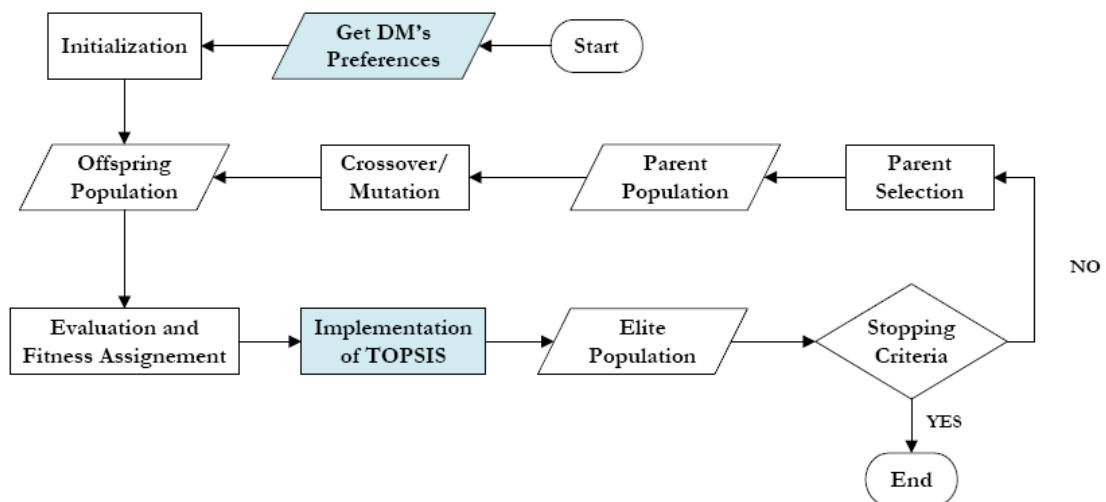 Initialization
Get DM's
Preferences
Start
Offspring
Population
Crossover/
Mutation
Parent
Population
Parent
Selection
NO
Evaluation and
Fitness Assignement
Implementation
of TOPSIS
Elite
Population
Stopping
Criteria
YES
End